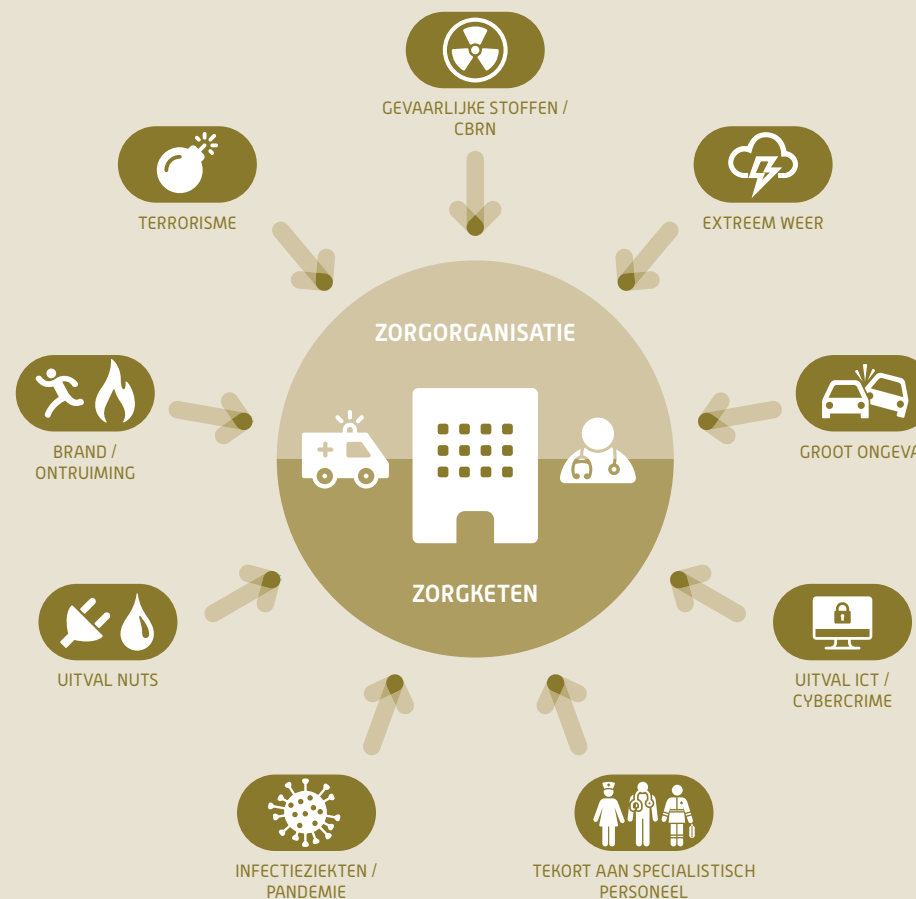 GEVAARLIJKE STOFFEN /
CBRN
TERRORISME
EXTREEM WEER
ZORGORGANISATIE
BRAND /
ONTRUIMING
GROOT ONGEVA
ZORGKETEN
UITVAL NUTS
UITVAL ICT /
CYBERCRIME
INFECTIEZIEKTEN /
PANDEMIE
TEKORT AAN SPECIALISTISCH
PERSONEEL